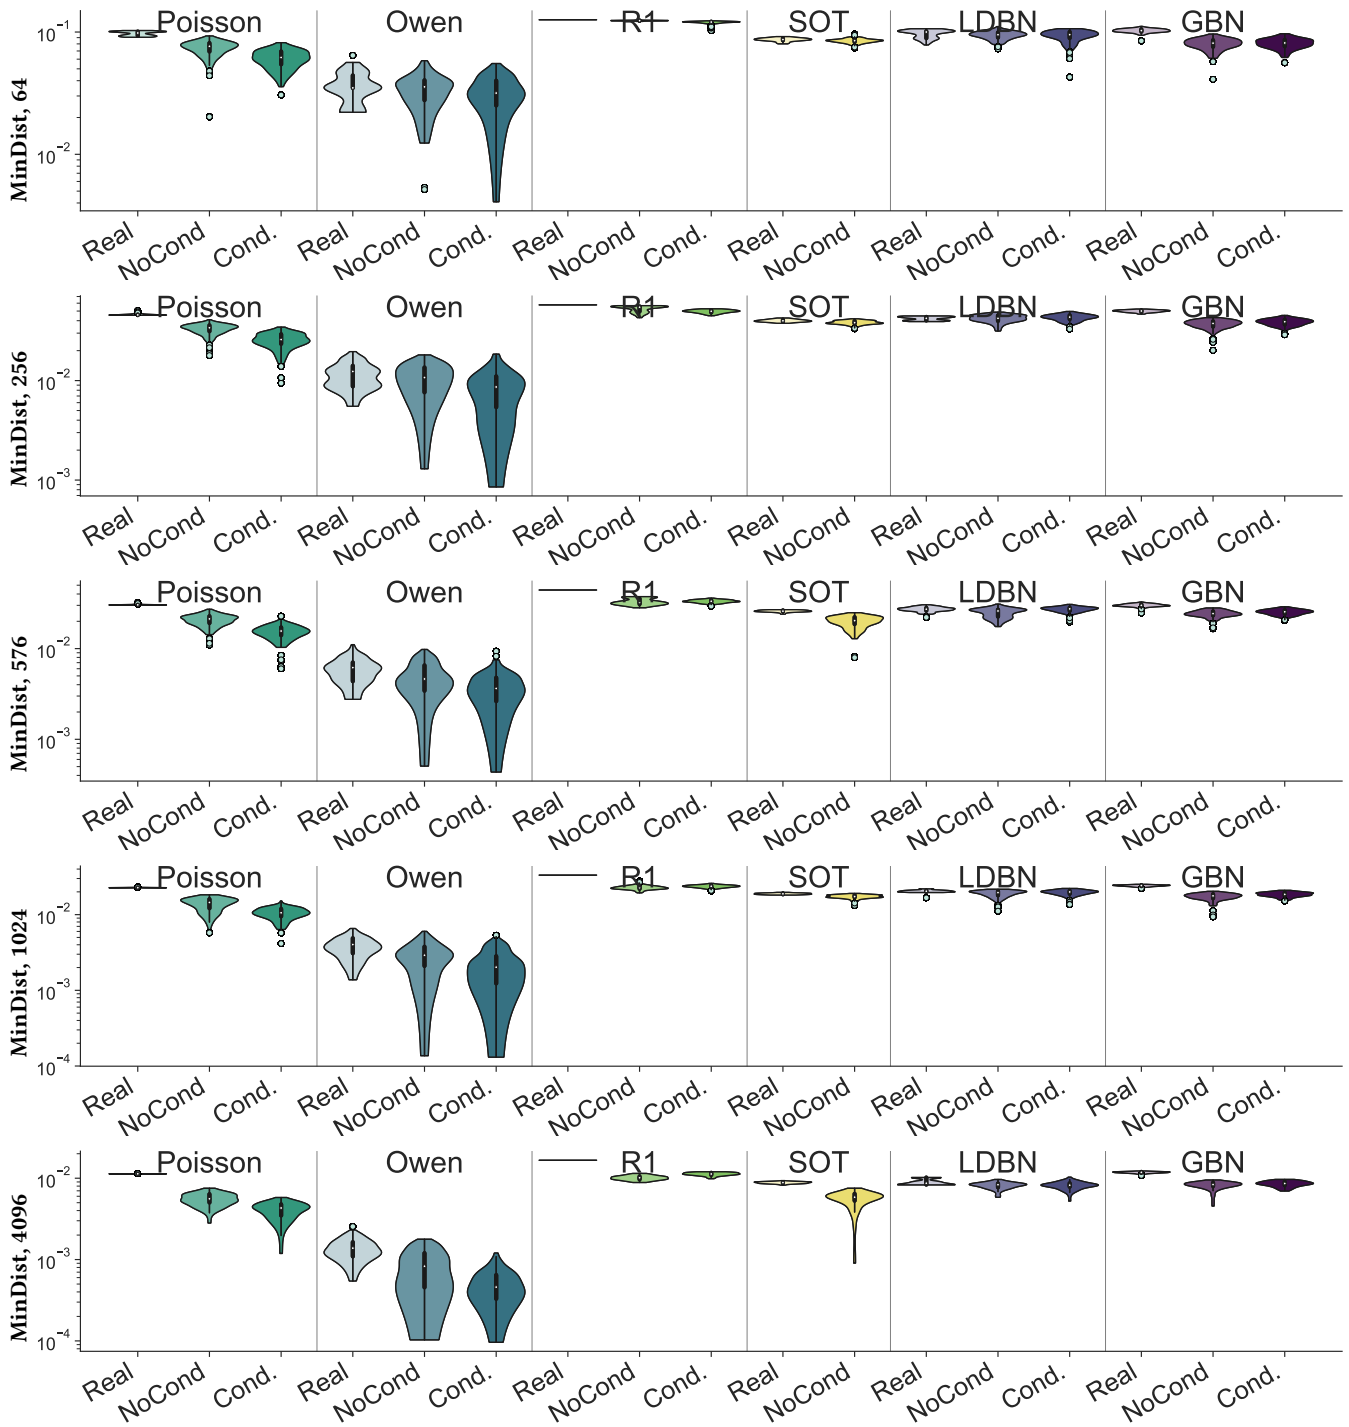 Poisson Owen R1 SOT LDBN GBN
MinDist, 64
10⁻¹
10⁻²
Real NoCond Cond. Real NoCond Cond. Real NoCond Cond. Real NoCond Real NoCond Cond. Real NoCond Cond.
Poisson Owen R1 SOT LDBN GBN
MinDist, 256
10⁻²
10⁻³
Real NoCond Cond. Real NoCond Cond. Real NoCond Cond. Real NoCond Real NoCond Cond. Real NoCond Cond.
Poisson Owen R1 SOT LDBN GBN
MinDist, 576
10⁻²
10⁻³
Real NoCond Cond. Real NoCond Cond. Real NoCond Cond. Real NoCond Real NoCond Cond. Real NoCond Cond.
Poisson Owen R1 SOT LDBN GBN
MinDist, 1024
10⁻²
10⁻³
10⁻⁴
Real NoCond Cond. Real NoCond Cond. Real NoCond Cond. Real NoCond Real NoCond Cond. Real NoCond Cond.
Poisson Owen R1 SOT LDBN GBN
MinDist, 4096
10⁻²
10⁻³
10⁻⁴
Real NoCond Cond. Real NoCond Cond. Real NoCond Cond. Real NoCond Real NoCond Cond. Real NoCond Cond.